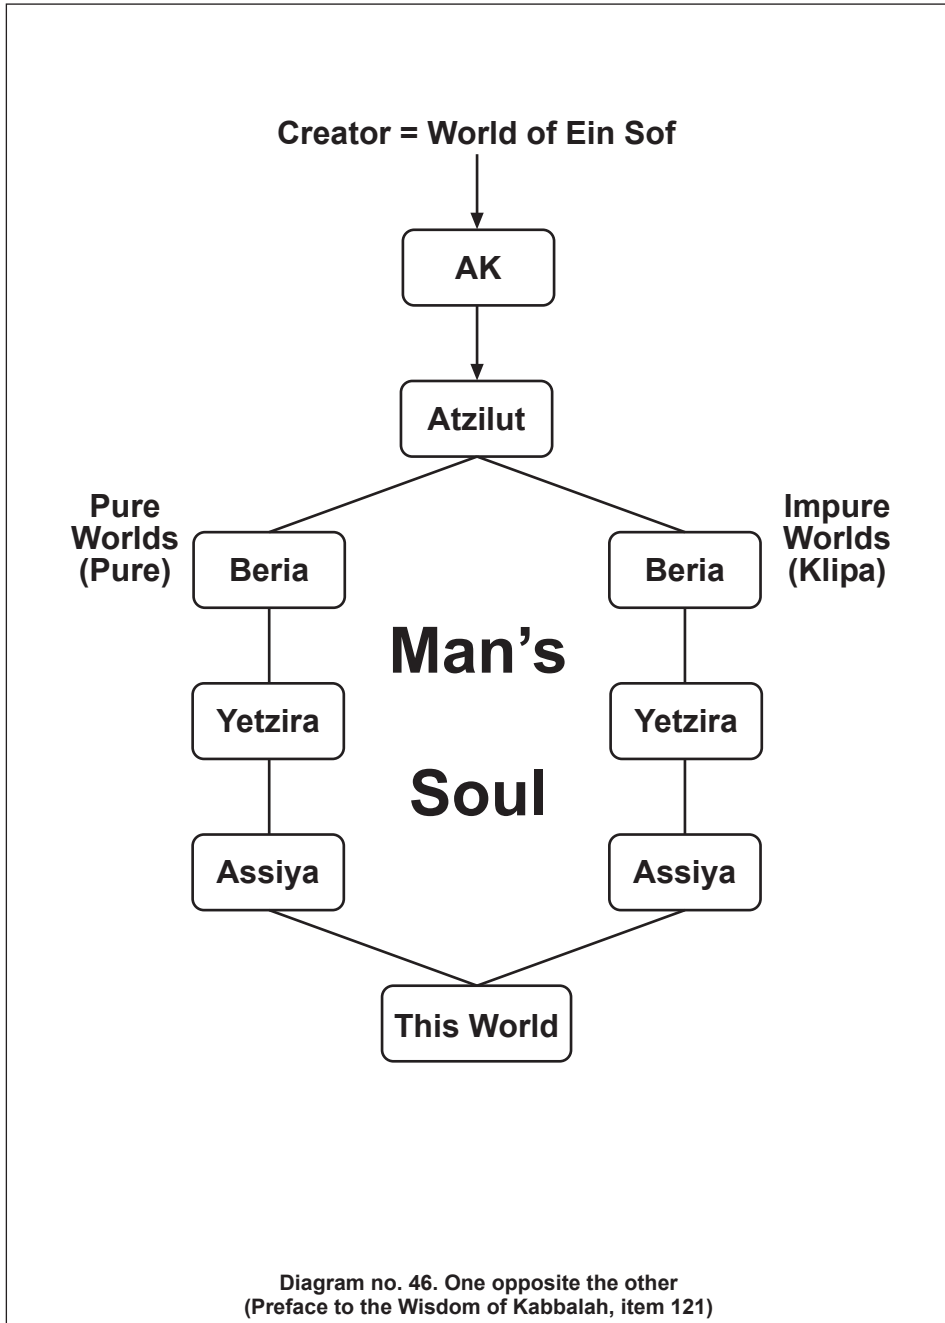 Creator = World of Ein Sof
AK
Atzilut
Pure
Worlds
(Pure)
Impure
Worlds
(Klipa)
Beria
Beria
Man’s
Yetzira
Yetzira
Soul
Assiya
Assiya
This World
Diagram no. 46. One opposite the other
(Preface to the Wisdom of Kabbalah, item 121)